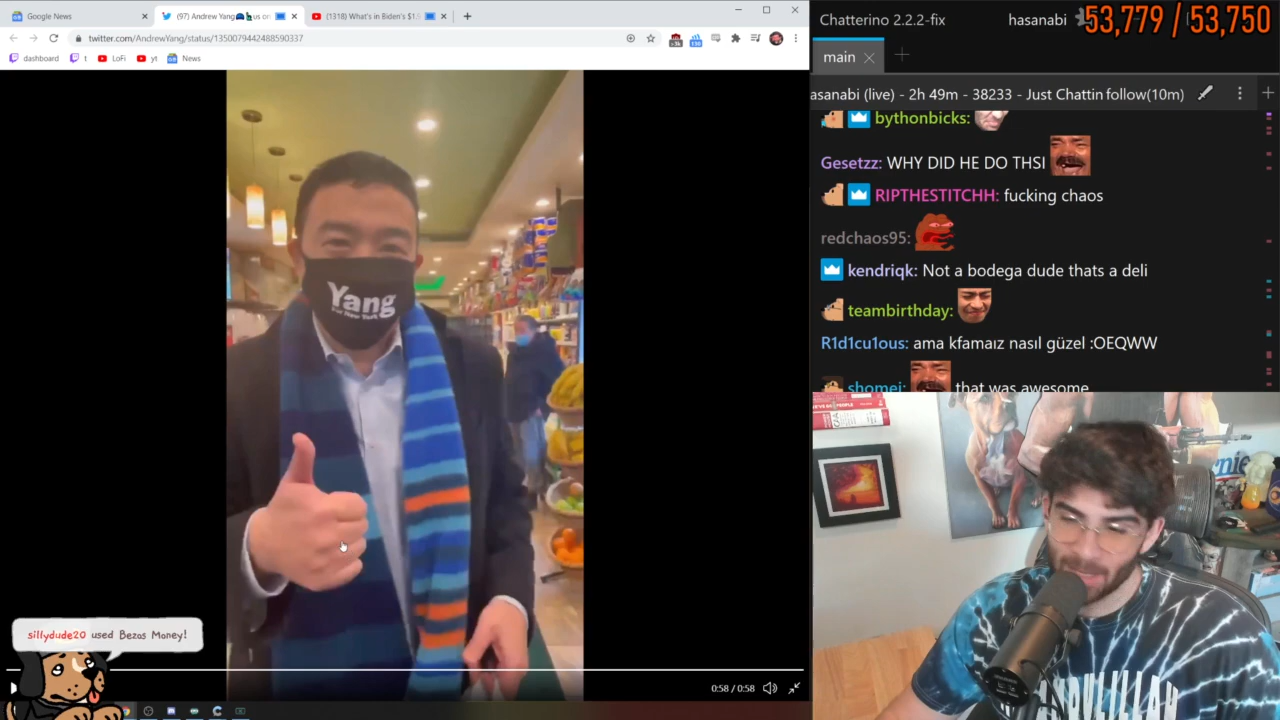 Google News
(97) Andrew Yang us on
(1318) What's in Biden's $1.
twitter.com/AndrewYang/status/1350079442488590337
dashboard
t
LoFi
yt
News
Yang
For New York
sillydude20 used Bezos Money!
0:58 / 0:58
Chatterino 2.2.2-fix
hasanabi
53,779 / 53,750
main
asanabi (live) - 2h 49m - 38233 - Just Chattin follow(10m)
bythonbicks:
Gesetzz: WHY DID HE DO THSI
RIPTHESTITCHH: fucking chaos
redchaos95:
kendriqk: Not a bodega dude thats a deli
teambirthday:
R1d1cu1ous: ama kfamaız nasıl güzel :OEQWW
shomei: that was awesome